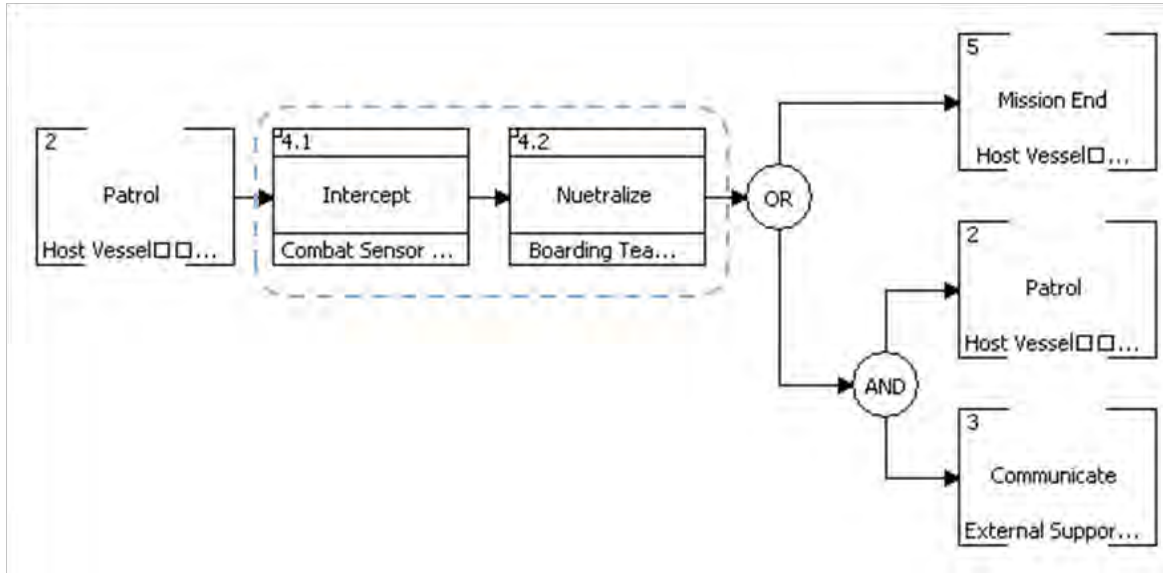 2
Patrol
Host Vessel□ □...
4.1
Intercept
Combat Sensor ...
4.2
Nuetralize
Boarding Tea...
OR
5
Mission End
Host Vessel□...
2
Patrol
Host Vessel□ □...
AND
3
Communicate
External Suppor...